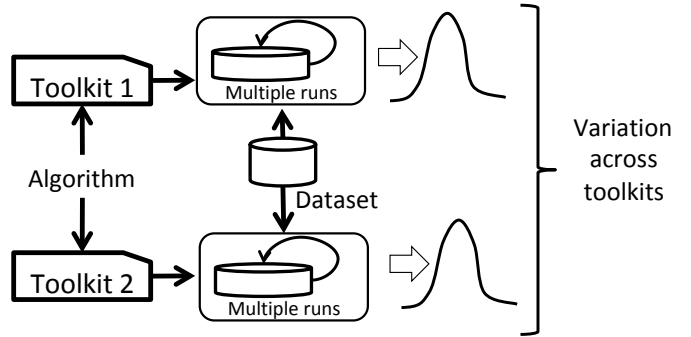 Toolkit 1
Multiple runs
Algorithm
Dataset
Variation
across
toolkits
Toolkit 2
Multiple runs